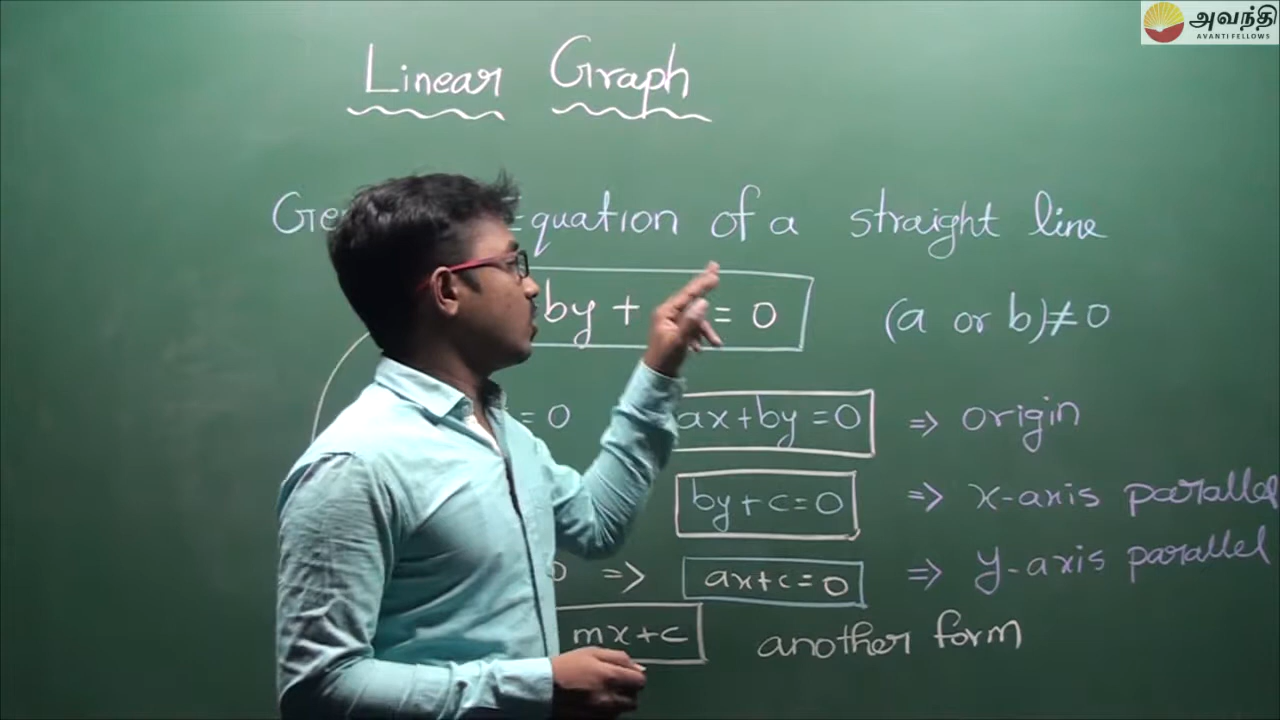 அவந்தி
AVANTI FELLOWS
Linear Graph
Equation of a straight line
by + = 0 (a or b) ≠ 0
= 0 ax + by = 0 => origin
by + c = 0 => x-axis parallel
=> ax + c = 0 => y-axis parallel
mx + c another form